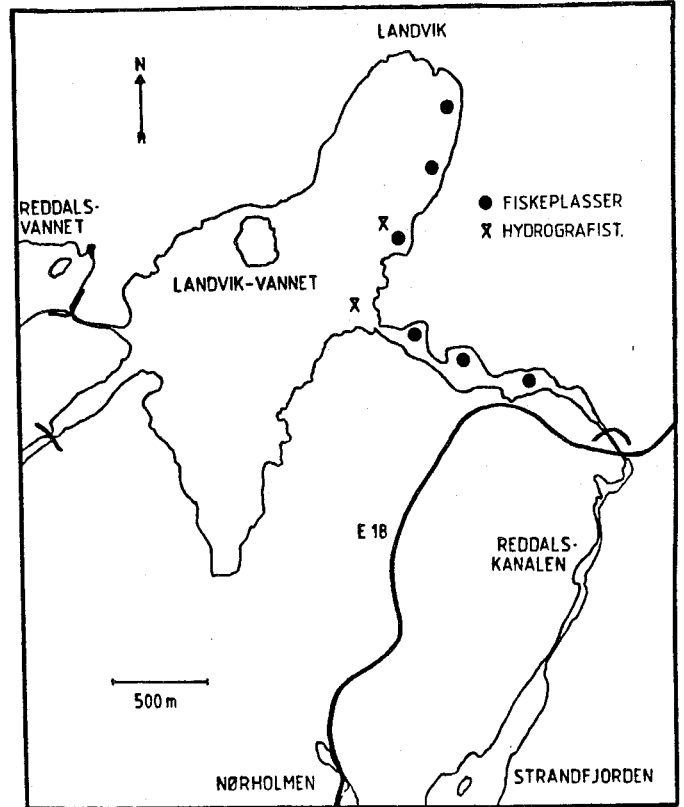 LANDVIK
N
REDDALS-
VANNET
● FISKEPLASSER
HYDROGRAFIST.
LANDVIK-VANNET
E 18
REDDALS-
KANALEN
500 m
NØRHOLMEN
STRANDFJORDEN